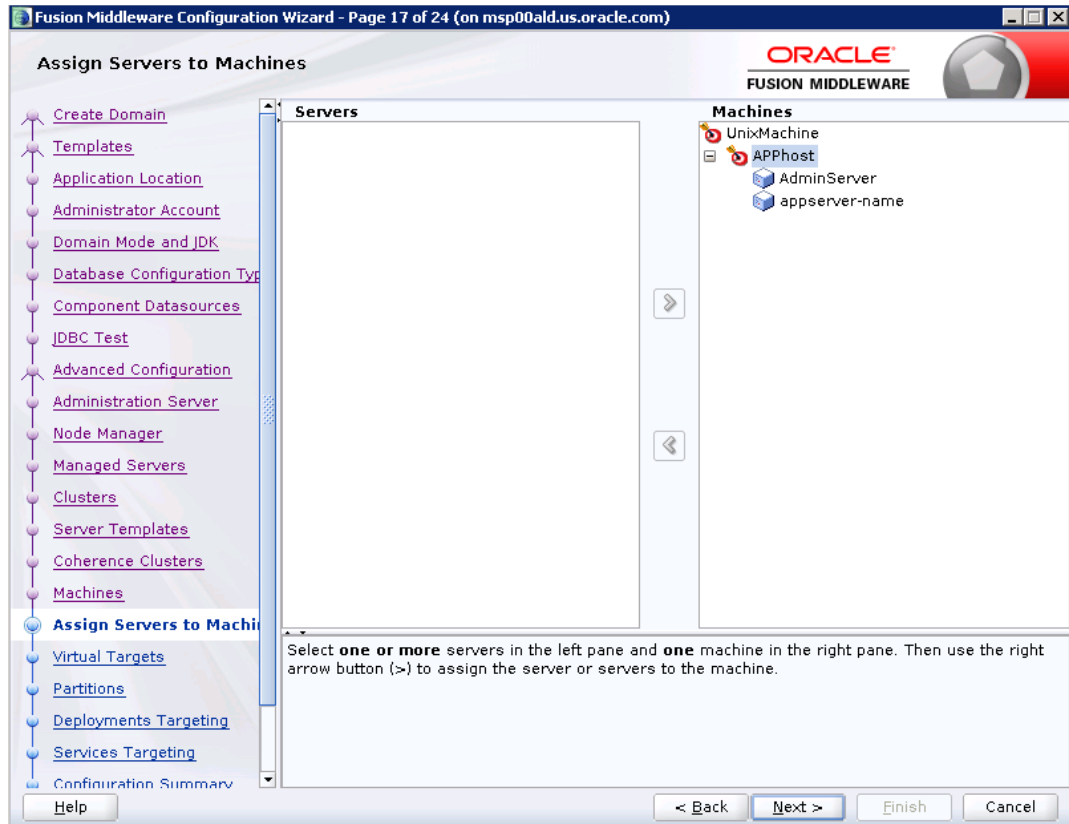 Fusion Middleware Configuration Wizard - Page 17 of 24 (on msp00ald.us.oracle.com)
Assign Servers to Machines
ORACLE
FUSION MIDDLEWARE
Create Domain
Templates
Application Location
Administrator Account
Domain Mode and JDK
Database Configuration Typ
Component Datasources
JDBC Test
Advanced Configuration
Administration Server
Node Manager
Managed Servers
Clusters
Server Templates
Coherence Clusters
Machines
Assign Servers to Machin
Virtual Targets
Partitions
Deployments Targeting
Services Targeting
Configuration Summary
Servers
Machines
UnixMachine
APPhost
AdminServer
appserver-name
Select one or more servers in the left pane and one machine in the right pane. Then use the right
arrow button (>) to assign the server or servers to the machine.
Help
< Back
Next >
Finish
Cancel